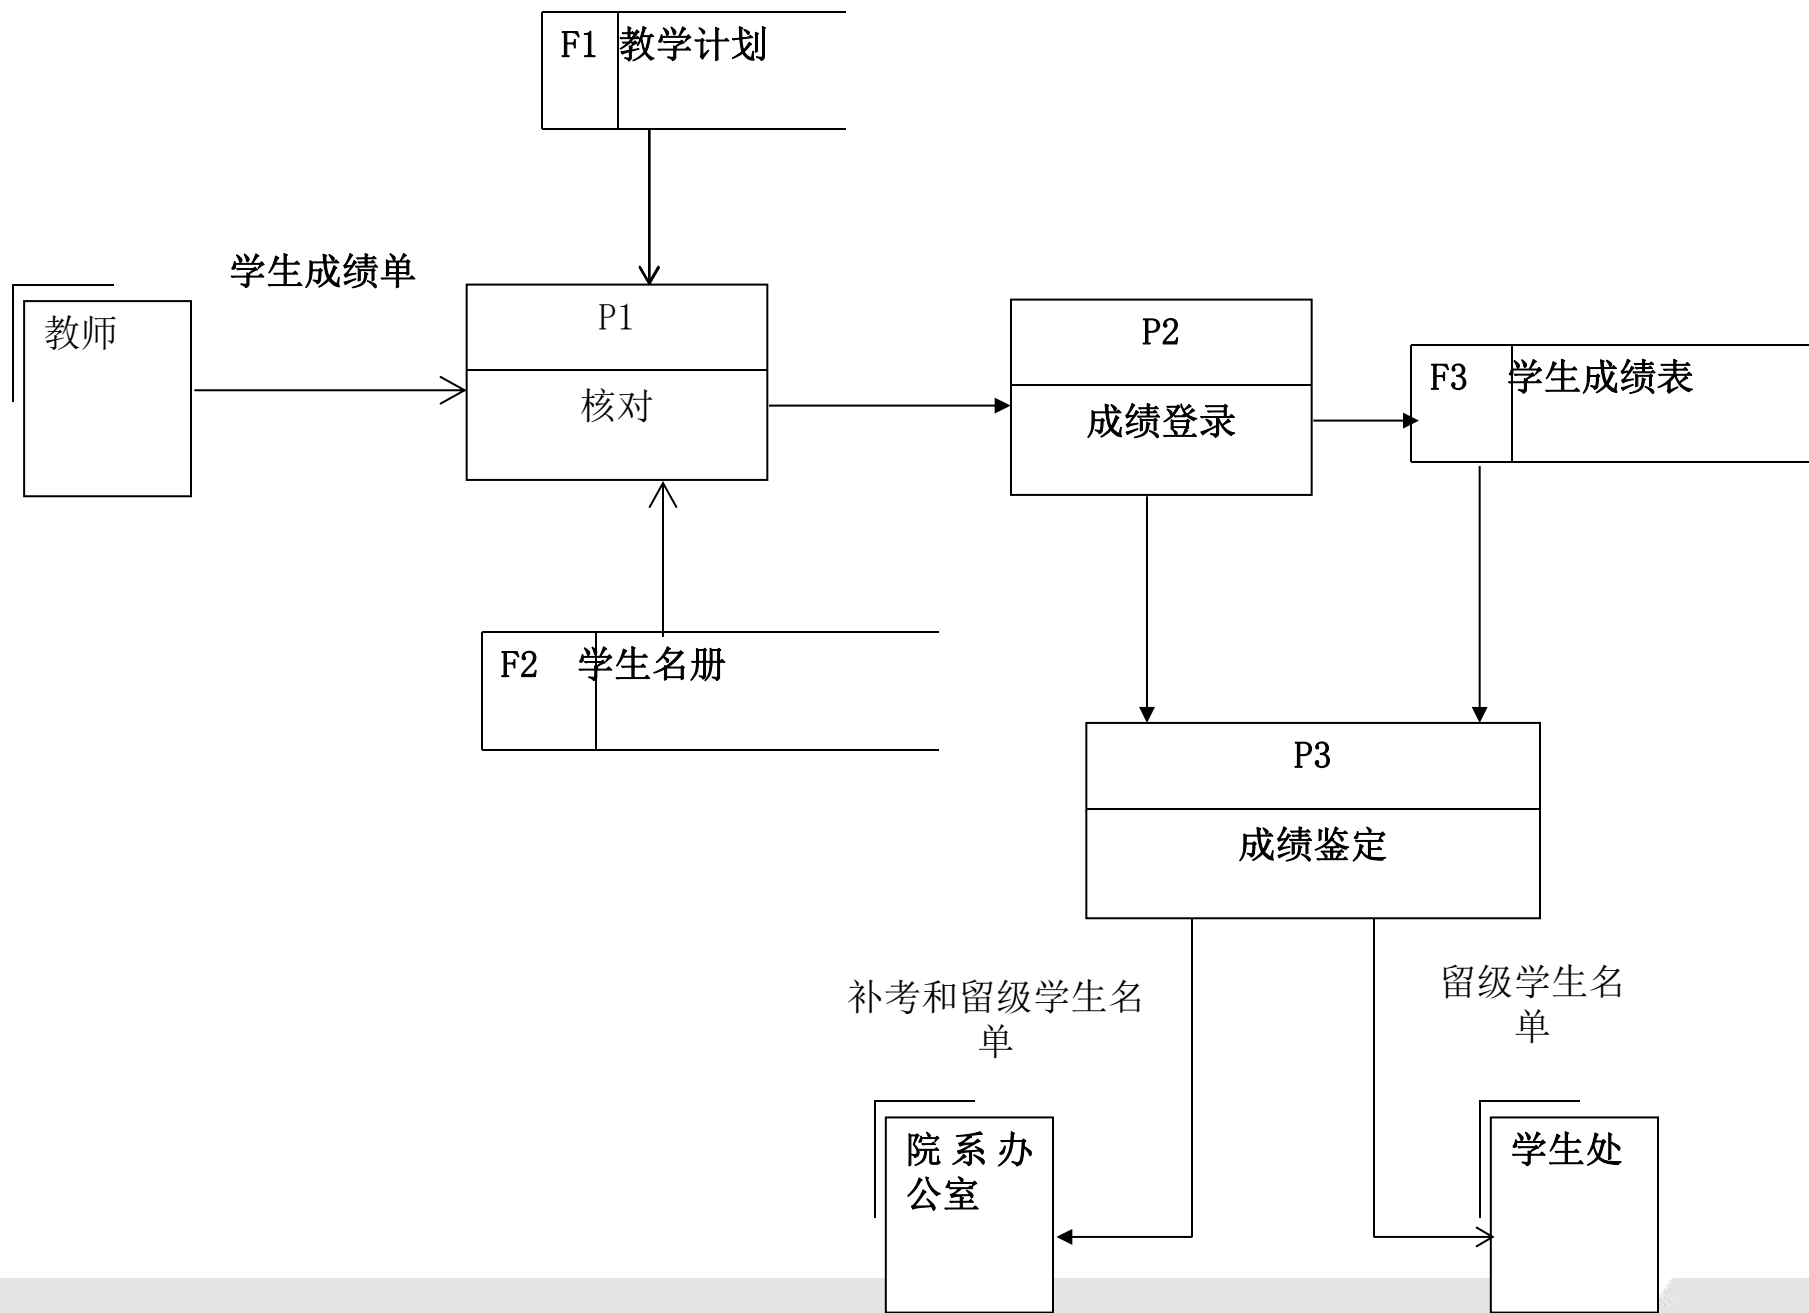 F1 教学计划
学生成绩单
教师
P1
核对
P2
成绩登录
F3 学生成绩表
F2 学生名册
P3
成绩鉴定
补考和留级学生名
单
留级学生名
单
院系办
公室
学生处